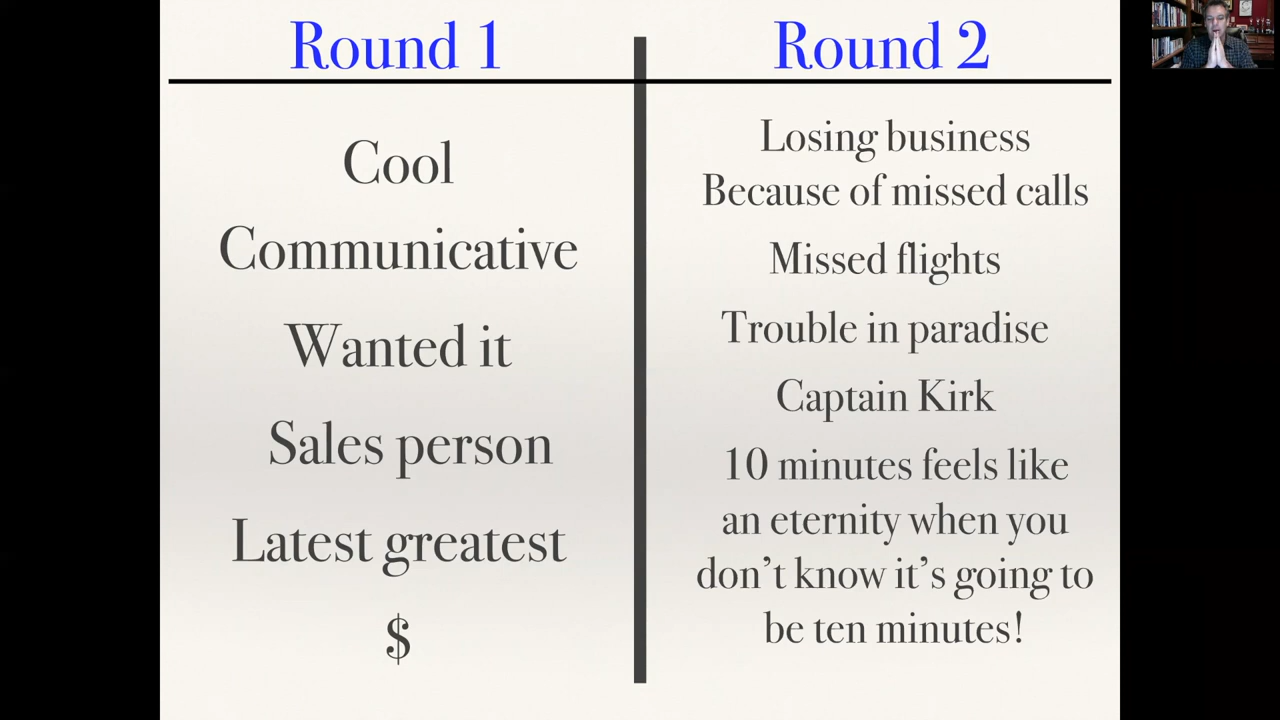 Round 1
Cool
Communicative
Wanted it
Sales person
Latest greatest
$
Round 2
Losing business
Because of missed calls
Missed flights
Trouble in paradise
Captain Kirk
10 minutes feels like
an eternity when you
don’t know it’s going to
be ten minutes!